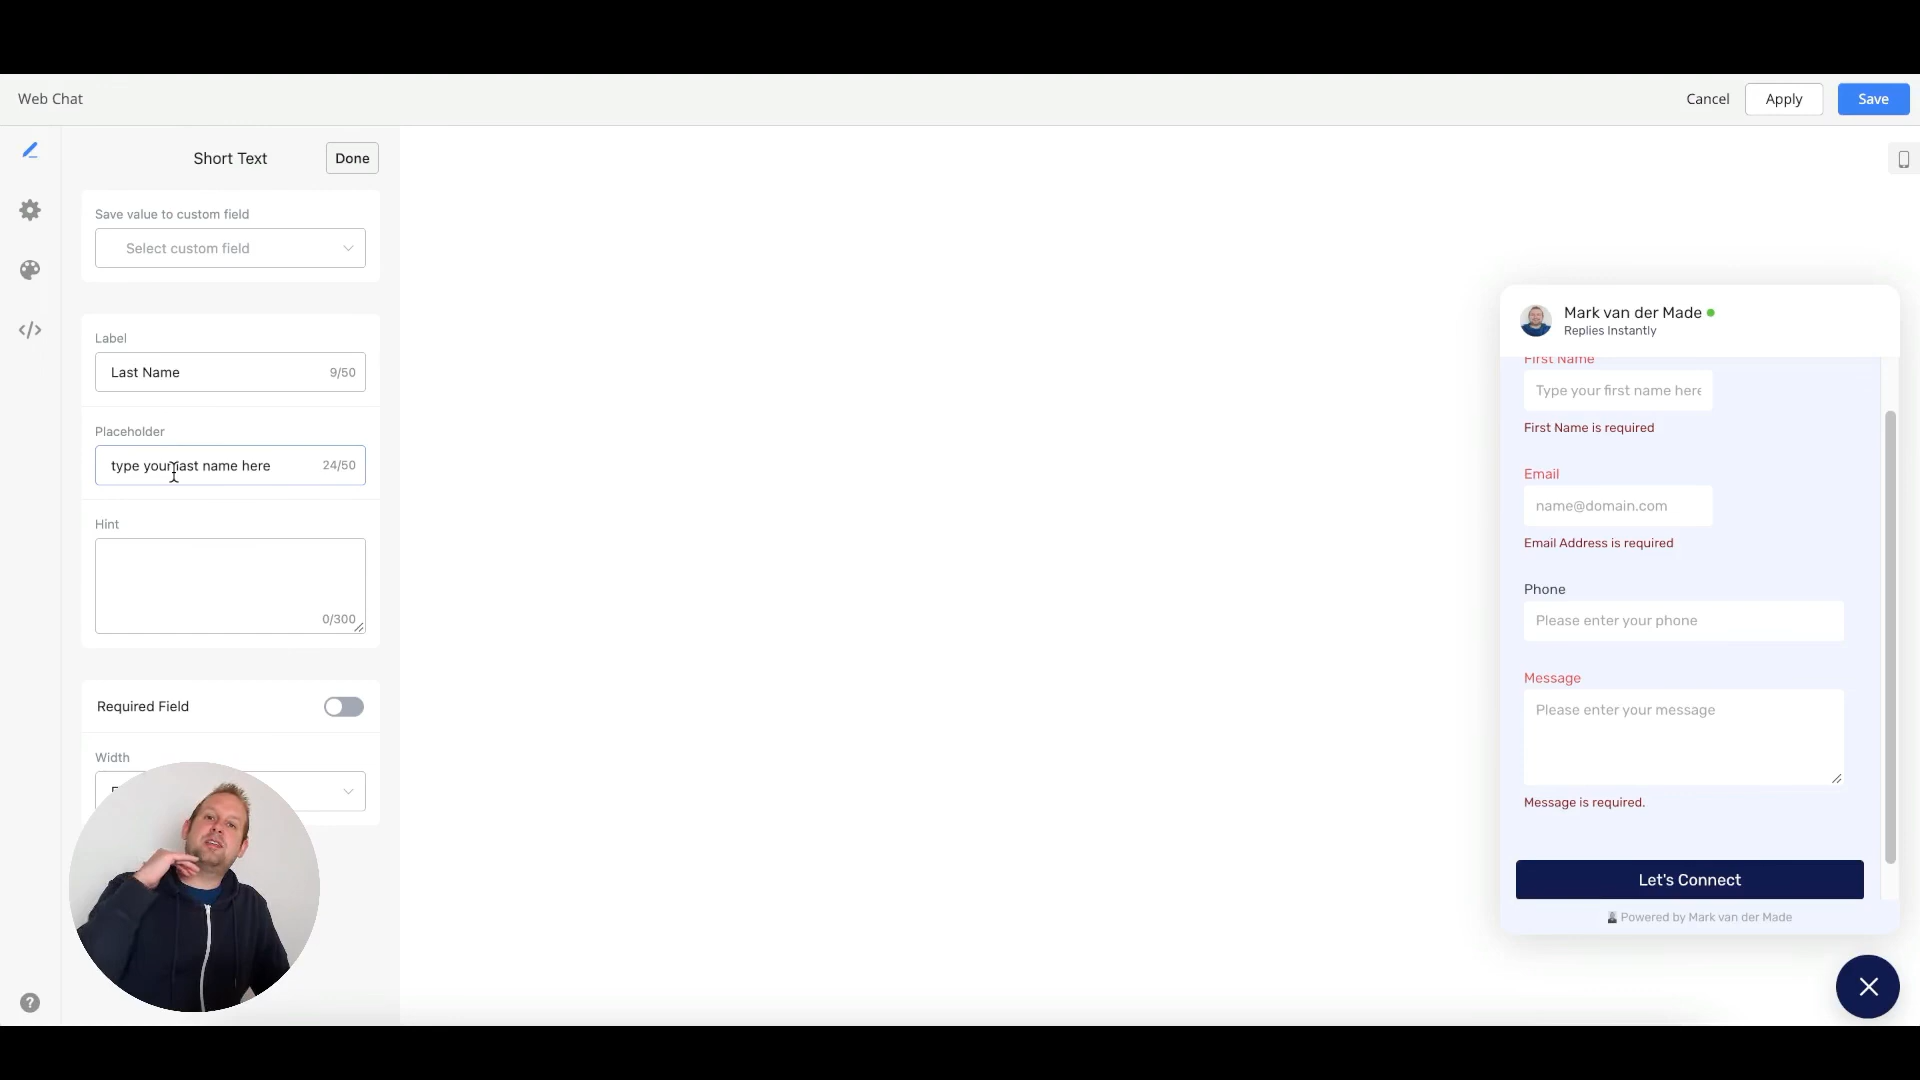 Web Chat
Cancel
Apply
Save
Short Text
Done
Save value to custom field
Select custom field
Label
Last Name
9/50
Placeholder
type your last name here
24/50
Hint
0/300
Required Field
Width
Mark van der Made
Replies Instantly
First Name
Type your first name here
First Name is required
Email
name@domain.com
Email Address is required
Phone
Please enter your phone
Message
Please enter your message
Message is required.
Let's Connect
Powered by Mark van der Made